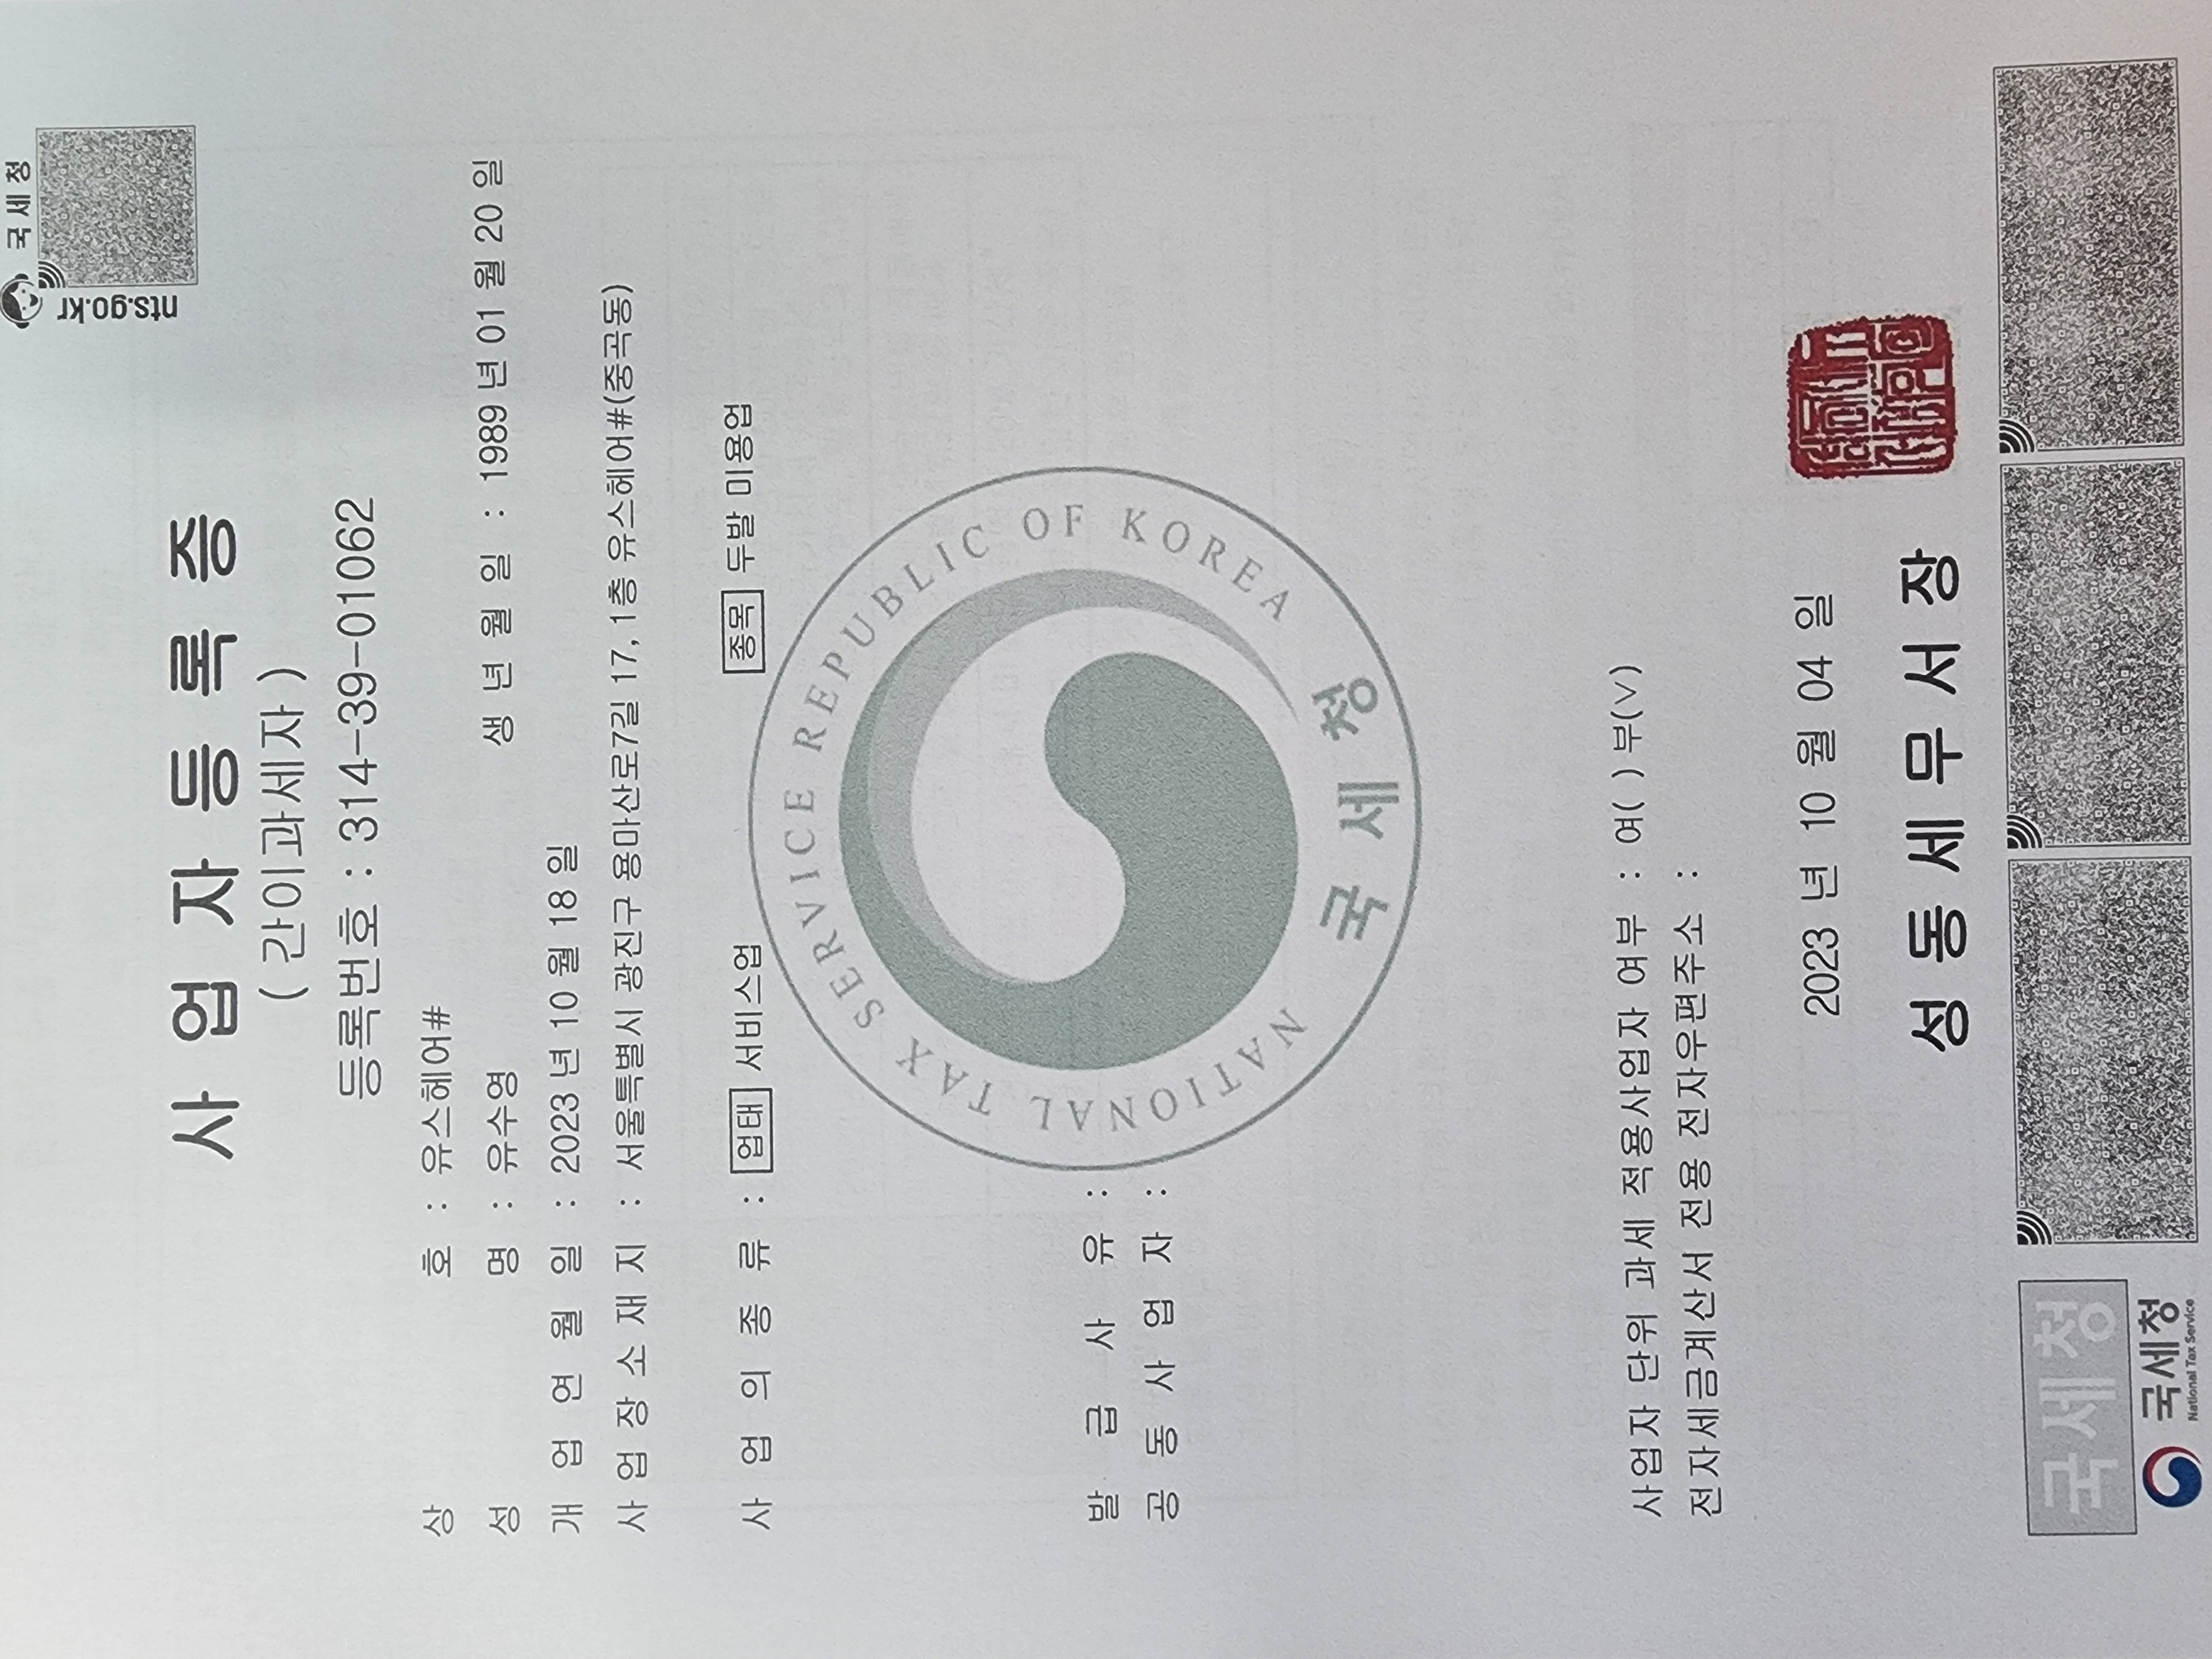 국세청
nts.go.kr
사업자등록증
( 간이과세자 )
등록번호 : 314-39-01062
상호 : 유스헤어#
성명 : 유수영 생년월일 : 1989 년 01 월 20 일
개업연월일 : 2023 년 10 월 18 일
사업장소재지 : 서울특별시 광진구 용마산로7길 17, 1층 유스헤어#(중곡동)
사업의종류 : 업태 서비스업 종목 두발 미용업
NATIONAL TAX SERVICE REPUBLIC OF KOREA
국세청
발급사유 :
공동사업자 :
사업자 단위 과세 적용사업자 여부 : 여( ) 부(∨)
전자세금계산서 전용 전자우편주소 :
2023 년 10 월 04 일
성동세무서장
국세청
국세청
National Tax Service